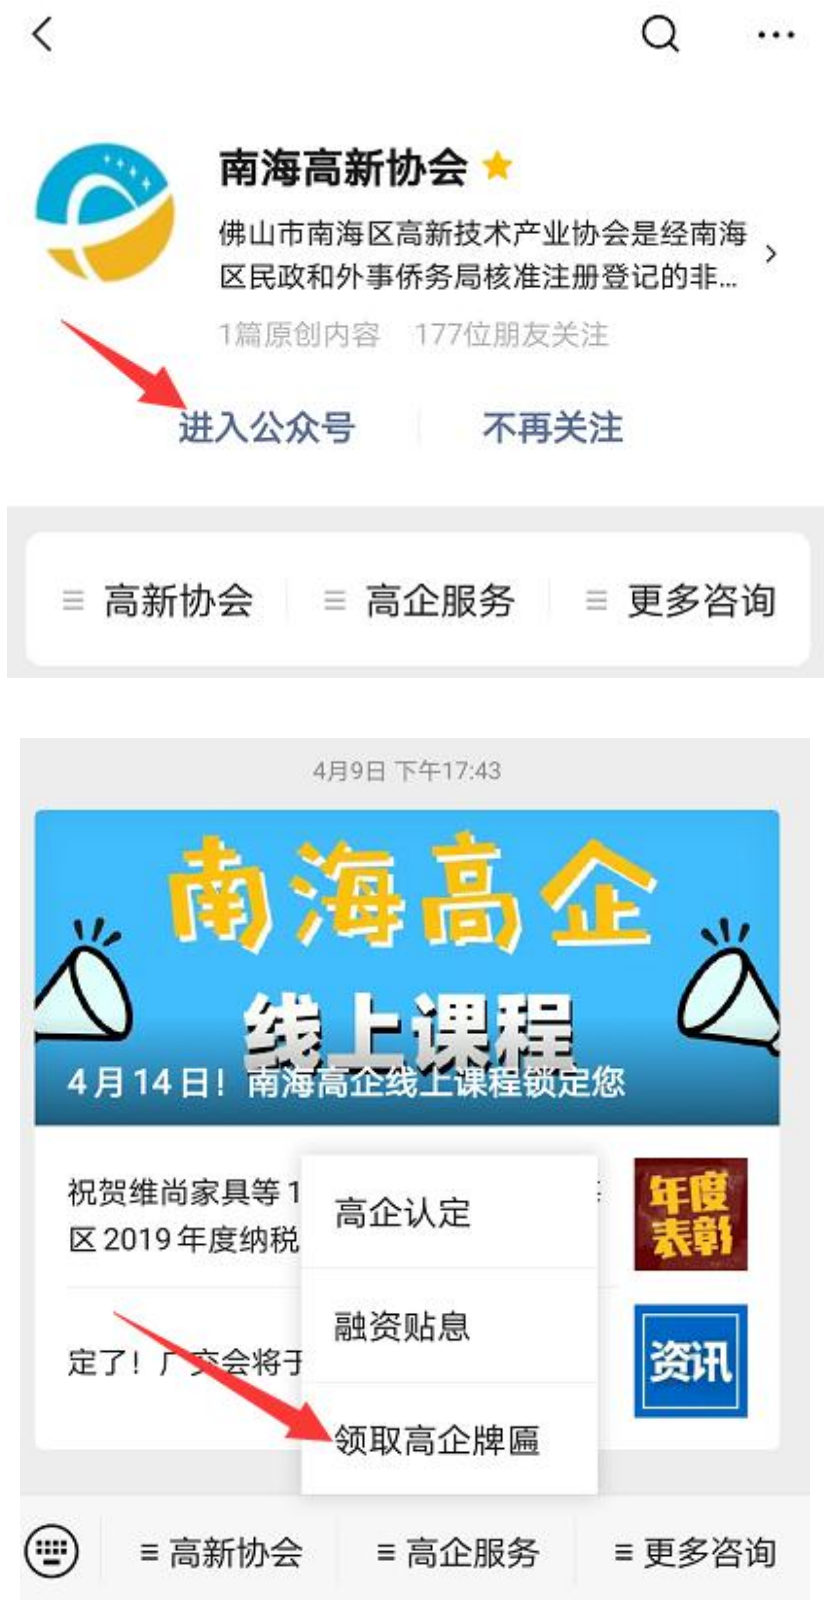 南海高新协会
佛山市南海区高新技术产业协会是经南海
区民政和外事侨务局核准注册登记的非...
1篇原创内容 177位朋友关注
进入公众号 不再关注
高新协会 高企服务 更多咨询
4月9日 下午17:43
南海高企
线上课程
4月14日！南海高企线上课程锁定您
祝贺维尚家具等1
区2019年度纳税
年度
表彰
高企认定
融资贴息
定了！广交会将于
资讯
领取高企牌匾
高新协会 高企服务 更多咨询